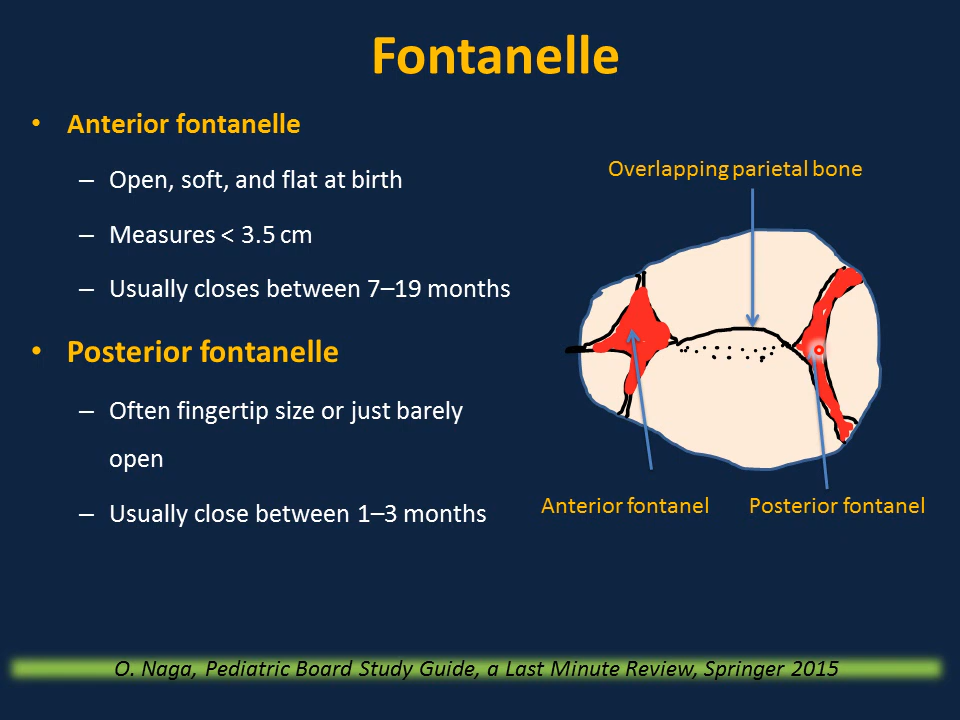 Fontanelle
• Anterior fontanelle
– Open, soft, and flat at birth
– Measures < 3.5 cm
– Usually closes between 7–19 months
• Posterior fontanelle
– Often fingertip size or just barely
open
– Usually close between 1–3 months
Overlapping parietal bone
Anterior fontanel
Posterior fontanel
O. Naga, Pediatric Board Study Guide, a Last Minute Review, Springer 2015